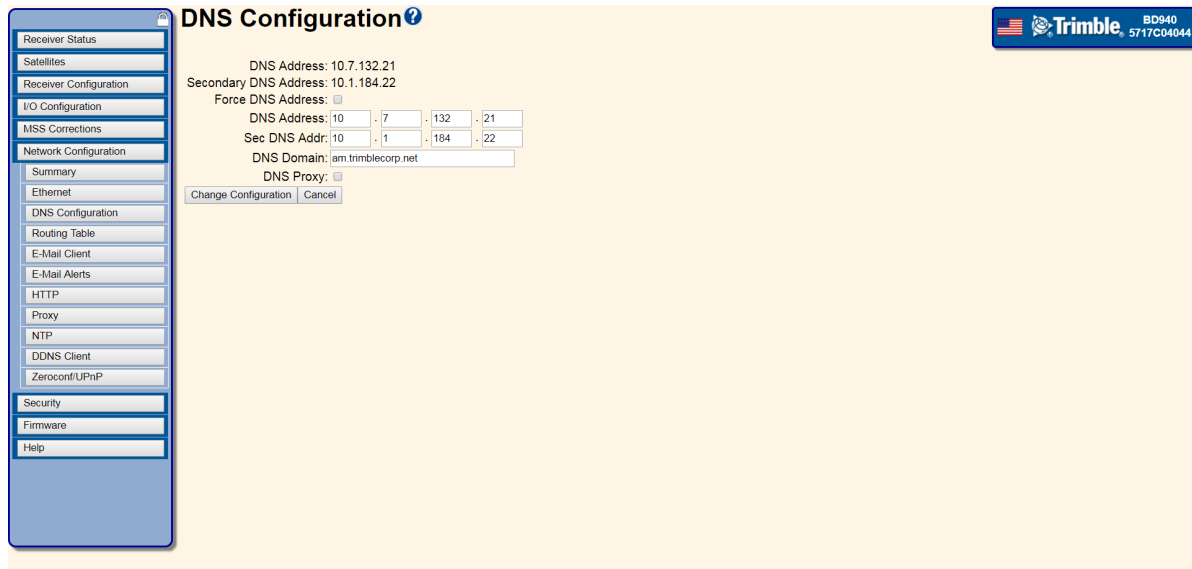 DNS Configuration?
Trimble. BD940
5717C04044
Receiver Status
Satellites
Receiver Configuration
I/O Configuration
MSS Corrections
Network Configuration
Summary
Ethernet
DNS Configuration
Routing Table
E-Mail Client
E-Mail Alerts
HTTP
Proxy
NTP
DDNS Client
Zeroconf/UPnP
Security
Firmware
Help
DNS Address: 10.7.132.21
Secondary DNS Address: 10.1.184.22
Force DNS Address:
DNS Address: 10 . 7 . 132 . 21
Sec DNS Addr: 10 . 1 . 184 . 22
DNS Domain: am.trimblecorp.net
DNS Proxy:
Change Configuration Cancel